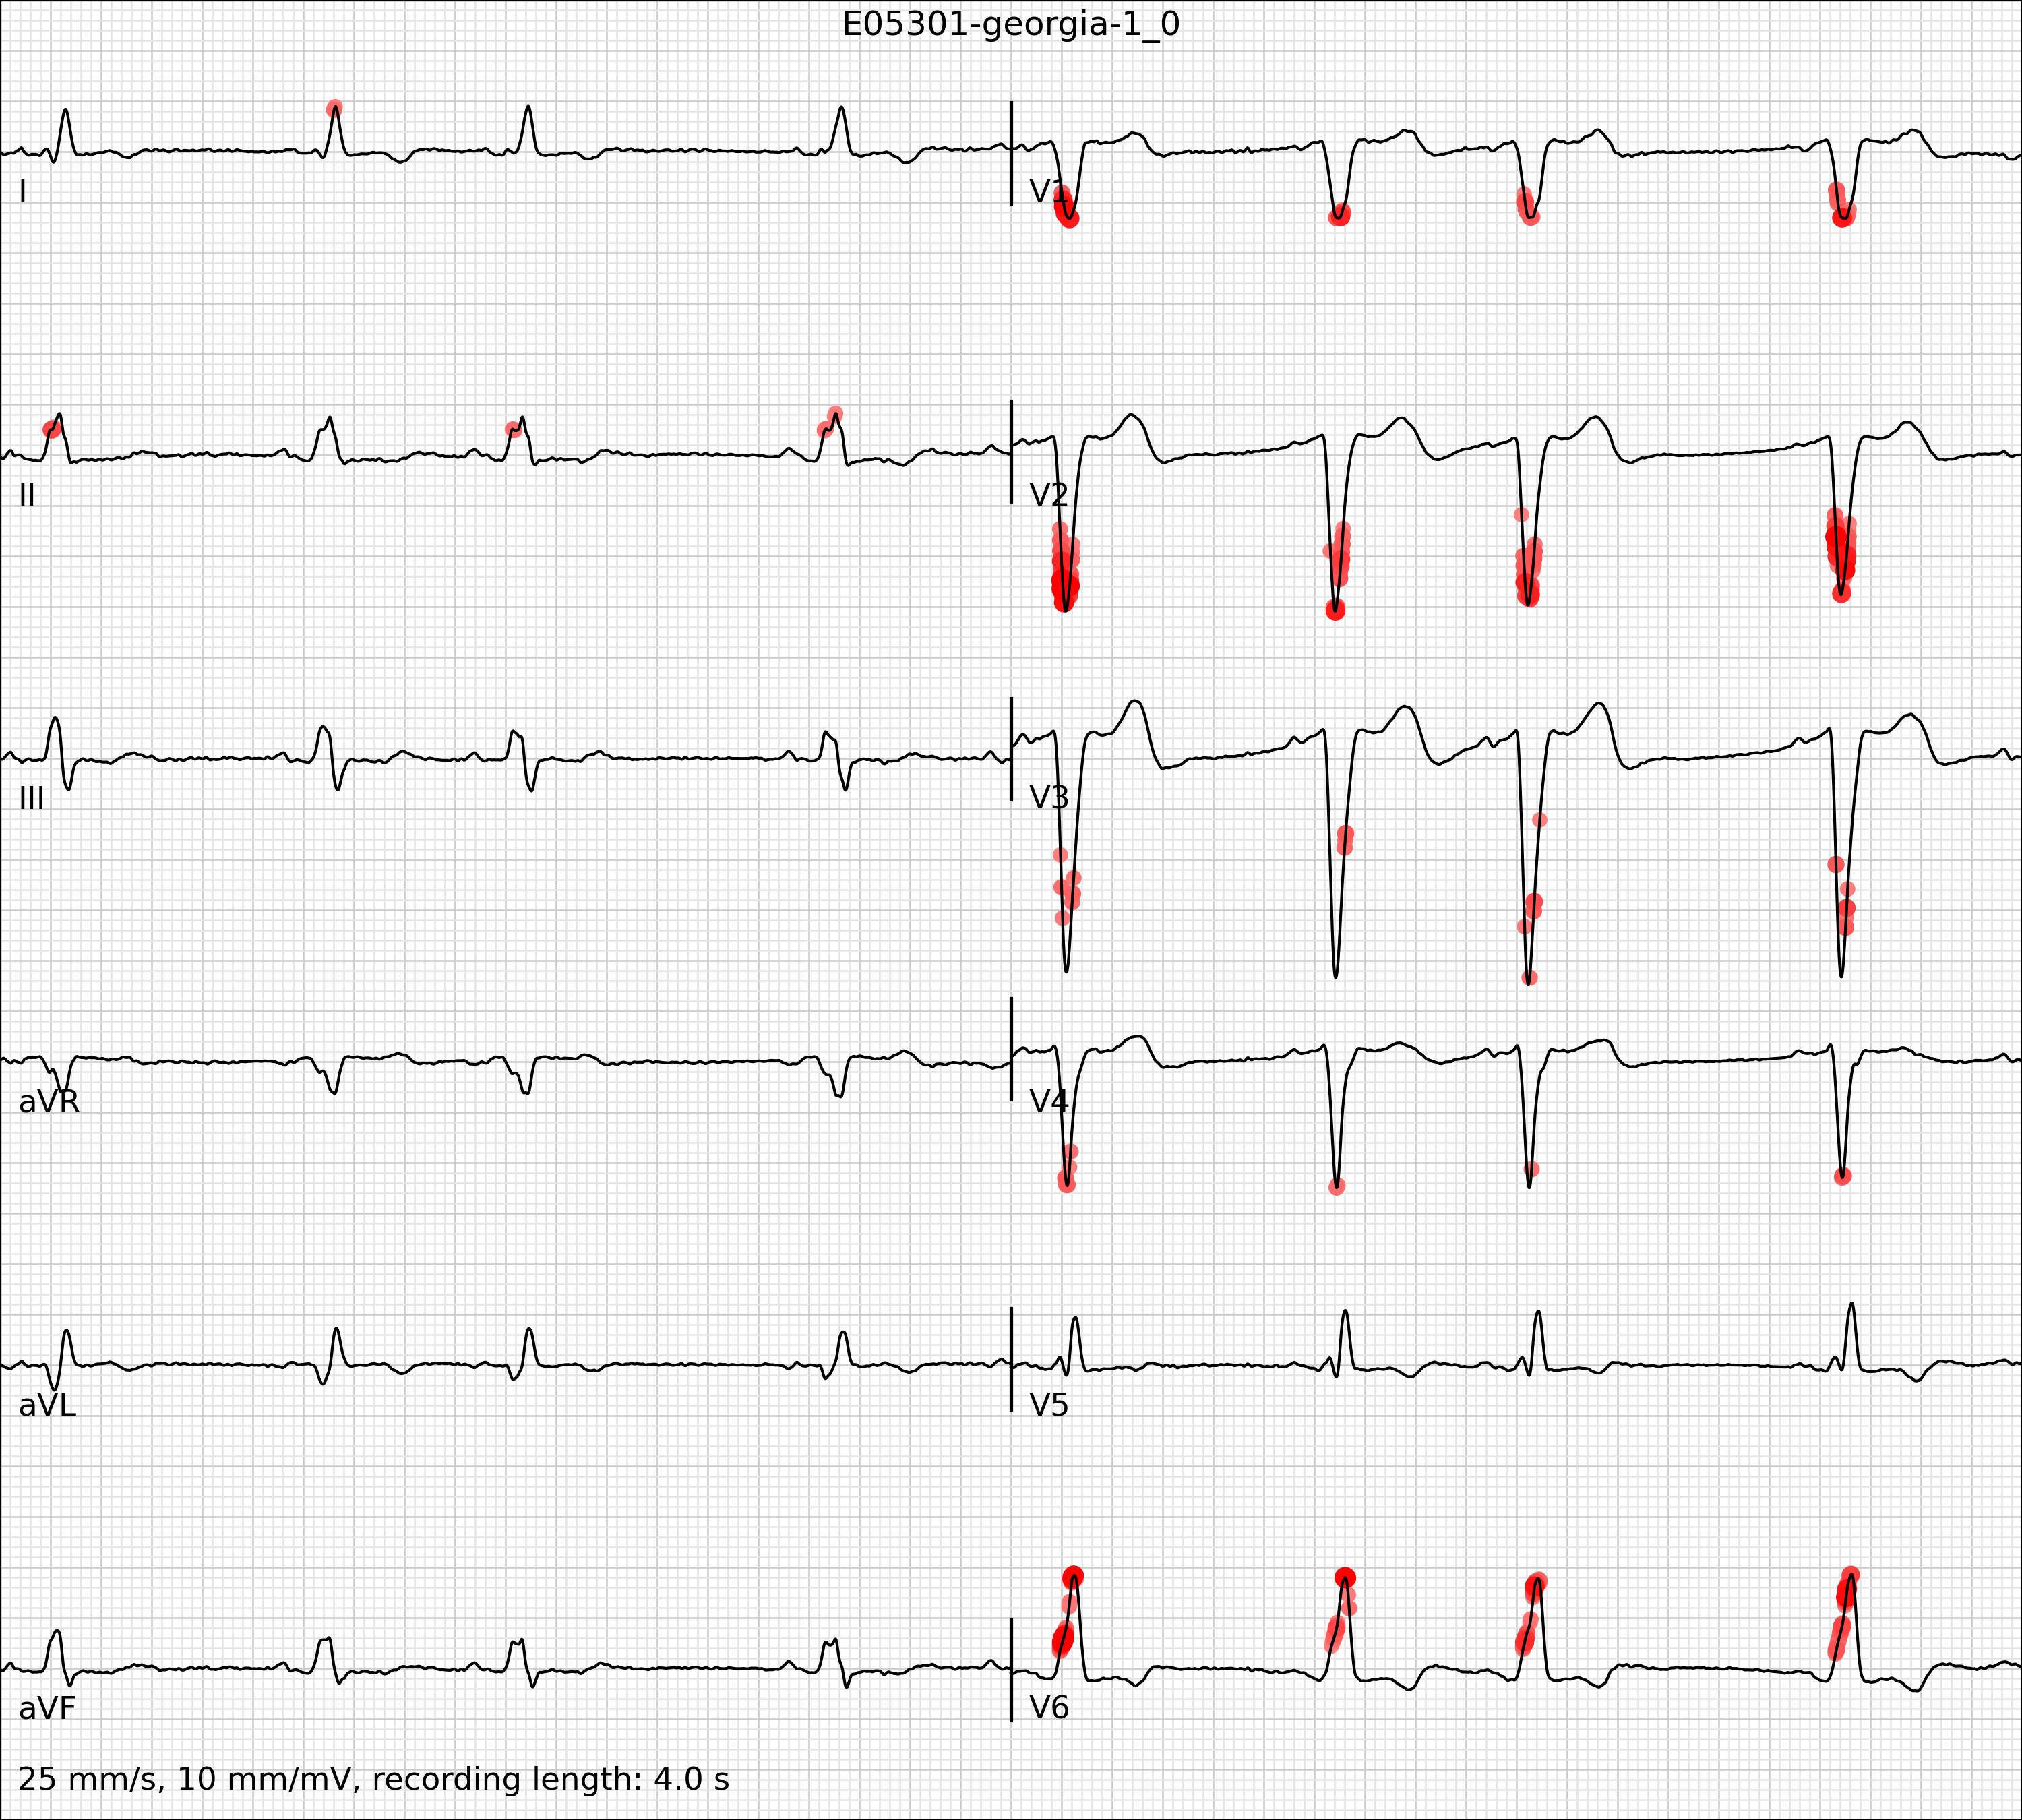 E05301-georgia-1_0
I
V1
II
V2
III
V3
aVR
V4
aVL
V5
aVF
V6
25 mm/s, 10 mm/mV, recording length: 4.0 s